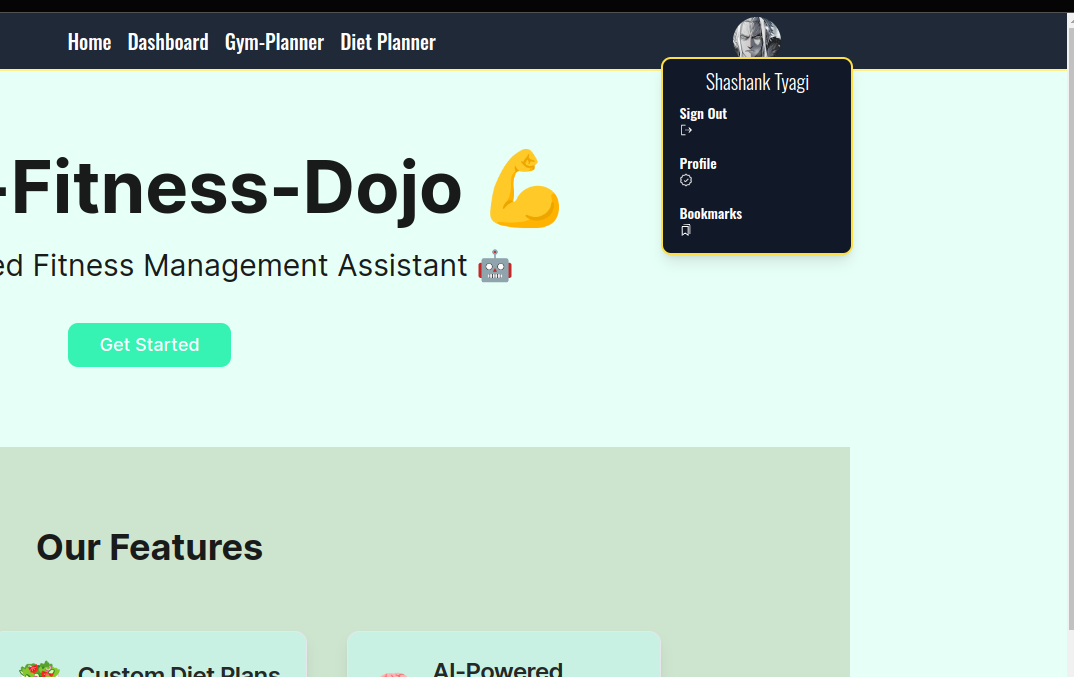 Home Dashboard Gym-Planner Diet Planner
Shashank Tyagi
Sign Out
Profile
Bookmarks
-Fitness-Dojo 💪
ed Fitness Management Assistant 🤖
Get Started
Our Features
Custom Diet Plans
AI-Powered